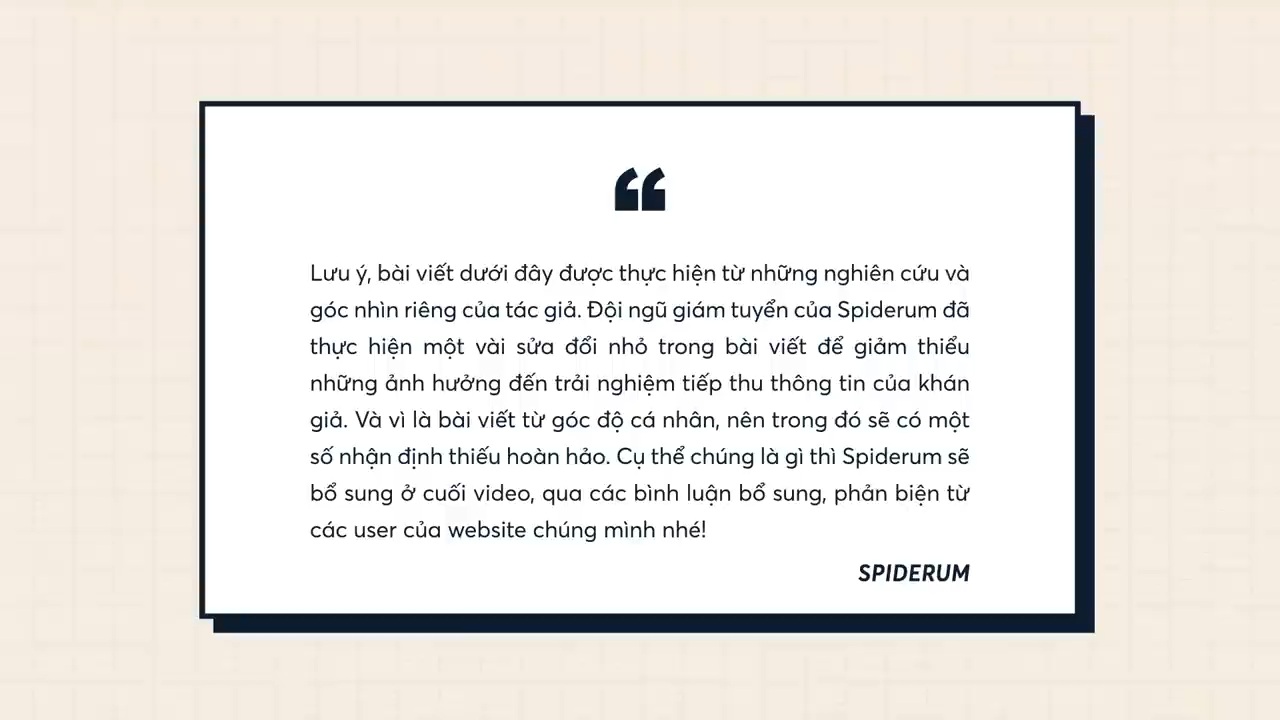 “
Lưu ý, bài viết dưới đây được thực hiện từ những nghiên cứu và
góc nhìn riêng của tác giả. Đội ngũ giám tuyển của Spiderum đã
thực hiện một vài sửa đổi nhỏ trong bài viết để giảm thiểu
những ảnh hưởng đến trải nghiệm tiếp thu thông tin của khán
giả. Và vì là bài viết từ góc độ cá nhân, nên trong đó sẽ có một
số nhận định thiếu hoàn hảo. Cụ thể chúng là gì thì Spiderum sẽ
bổ sung ở cuối video, qua các bình luận bổ sung, phản biện từ
các user của website chúng mình nhé!
SPIDERUM